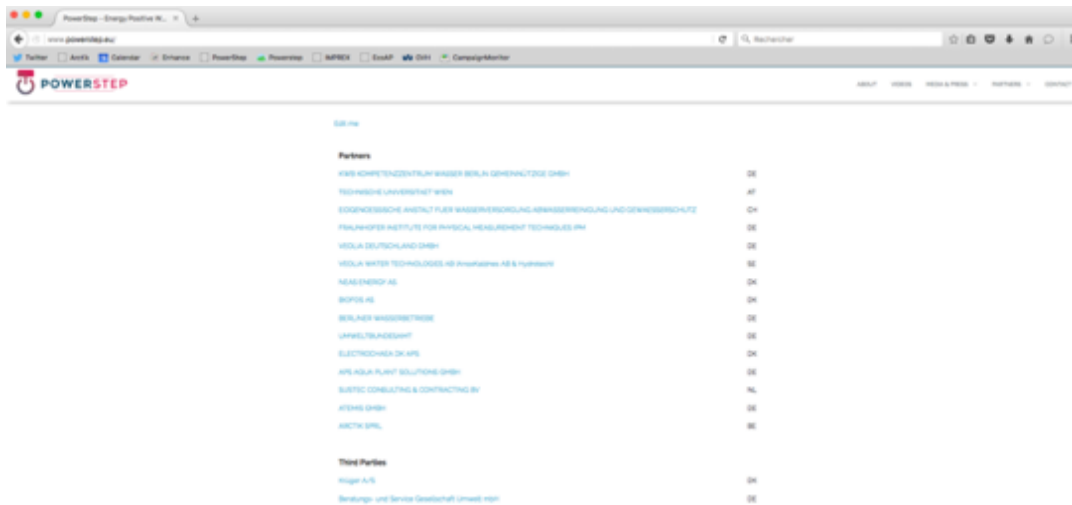 PowerStep - Energy Positive W...
www.powerstep.eu
Rechercher
Twitter Arctik Calendar Enhance PowerStep Powerstep IMPREX EcoAP CampaignMonitor
POWERSTEP
ABOUT VIDEOS MEDIA & PRESS PARTNERS CONTACT
Edit me
Partners
KWB KOMPETENZZENTRUM WASSER BERLIN GEMEINNÜTZIGE GMBH DE
TECHNISCHE UNIVERSITAET WIEN AT
EIDGENOESSISCHE ANSTALT FUER WASSERVERSORGUNG ABWASSERREINIGUNG UND GEWAESSERSCHUTZ CH
FRAUNHOFER INSTITUTE FOR PHYSICAL MEASUREMENT TECHNIQUES IPM DE
VEOLIA DEUTSCHLAND GMBH DE
VEOLIA WATER TECHNOLOGIES AB (AnoxKaldnes AB & Hydrotech) SE
NEAS ENERGY AS DK
BIOFOS AS DK
BERLINER WASSERBETRIEBE DE
UMWELTBUNDESAMT DE
ELECTROCHAEA DK APS DK
APS AQUA PLANT SOLUTIONS GMBH DE
SUSTEC CONSULTING & CONTRACTING BV NL
ATEMIS GMBH DE
ARCTIK SPRL BE
Third Parties
Kruger A/S DK
Beratungs- und Service Gesellschaft Umwelt mbH DE